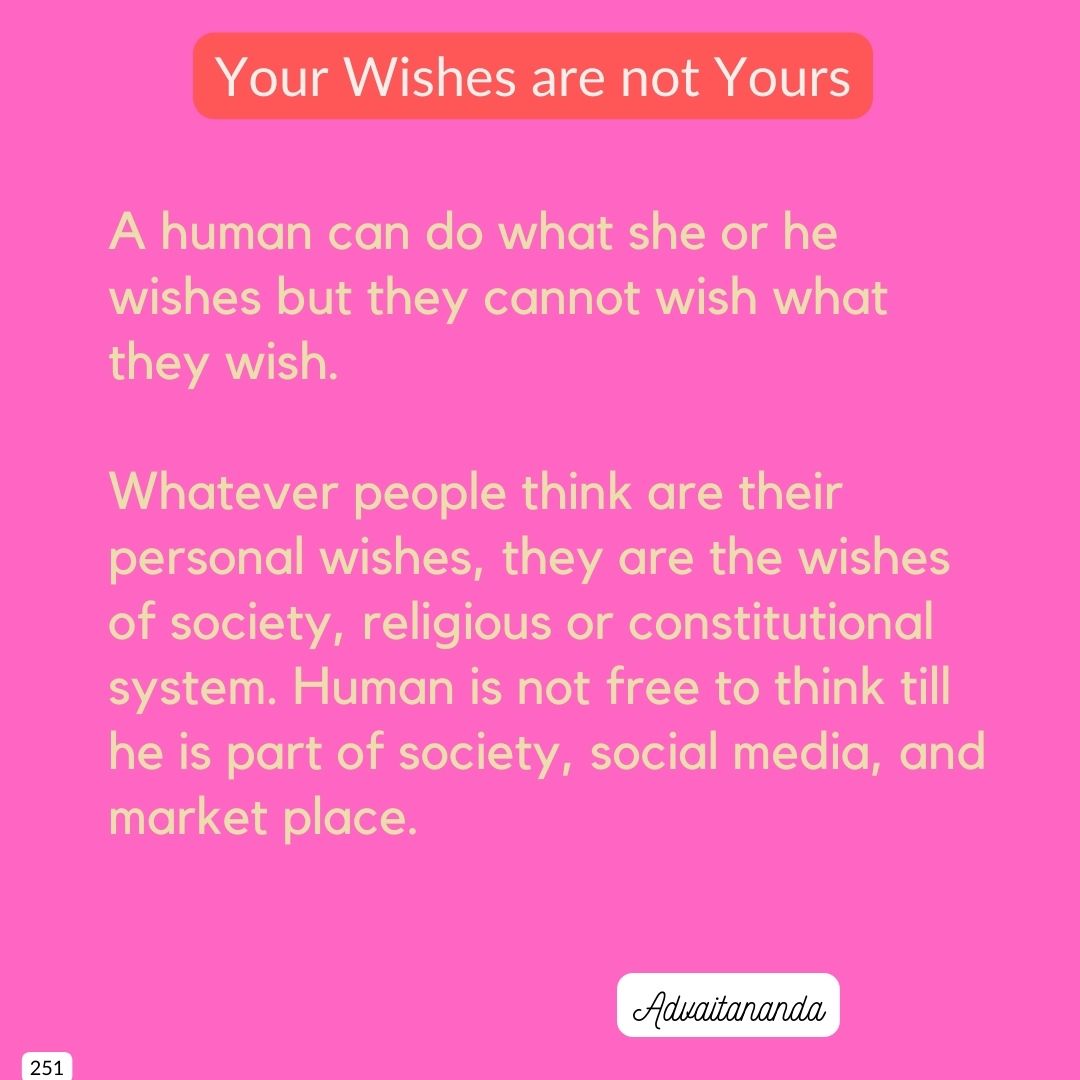 Your Wishes are not Yours
A human can do what she or he
wishes but they cannot wish what
they wish.
Whatever people think are their
personal wishes, they are the wishes
of society, religious or constitutional
system. Human is not free to think till
he is part of society, social media, and
market place.
Advaitananda
251